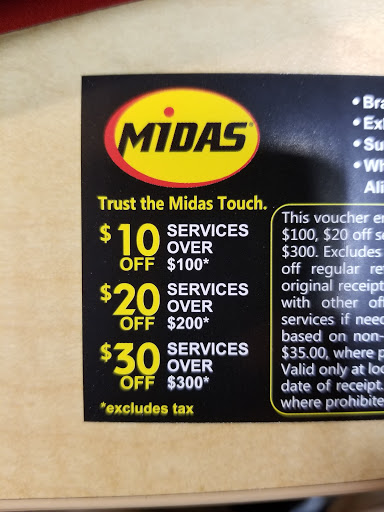 MIDAS®
Trust the Midas Touch.
$10 OFF SERVICES OVER $100*
$20 OFF SERVICES OVER $200*
$30 OFF SERVICES OVER $300*
*excludes tax
•
•
• 
• 
This voucher
$100, $20 off
$300. Excludes
off regular
original receipt
with other
services if
based on non-
$35.00, where
Valid only at
date of receipt.
where